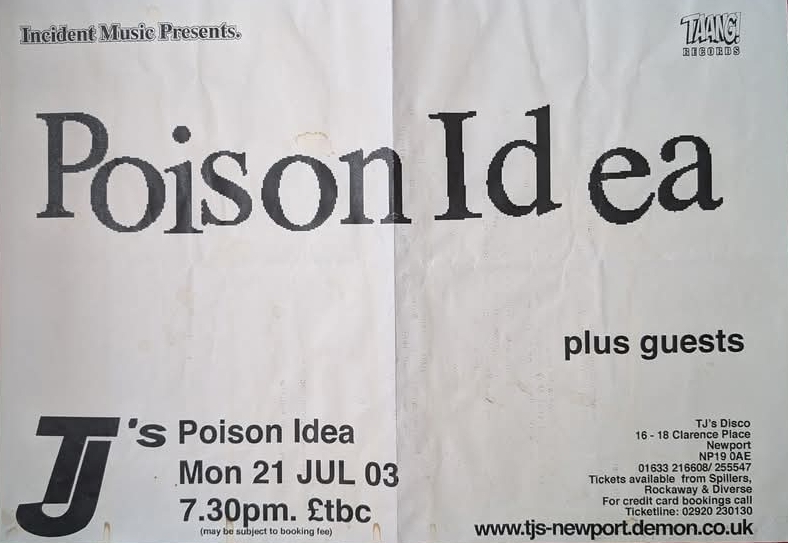 Incident Music Presents.
TAANG!
RECORDS
Poison Idea
plus guests
TJ's
Poison Idea
Mon 21 JUL 03
7.30pm. £tbc
(may be subject to booking fee)
TJ's Disco
16 - 18 Clarence Place
Newport
NP19 0AE
01633 216608/ 255547
Tickets available from Spillers,
Rockaway & Diverse
For credit card bookings call
Ticketline: 02920 230130
www.tjs-newport.demon.co.uk